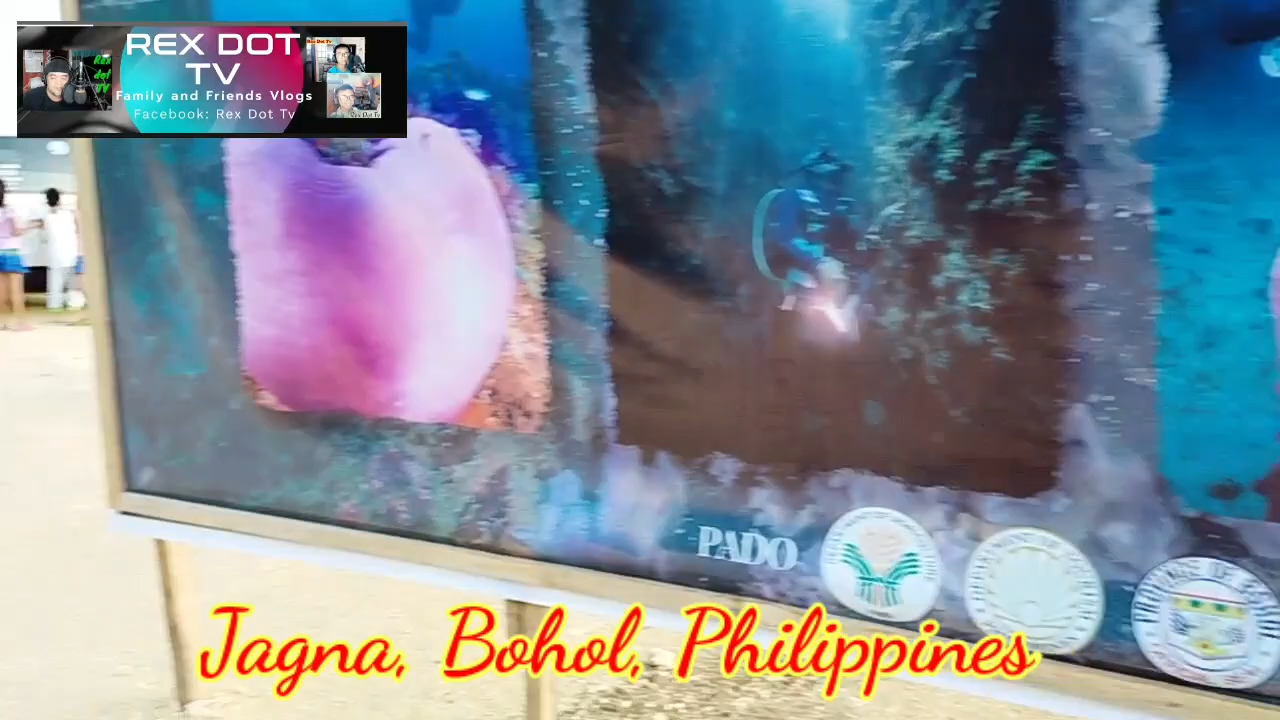 REX DOT
TV
Family and Friends Vlogs
Facebook: Rex Dot Tv
PADO
Jagna, Bohol, Philippines